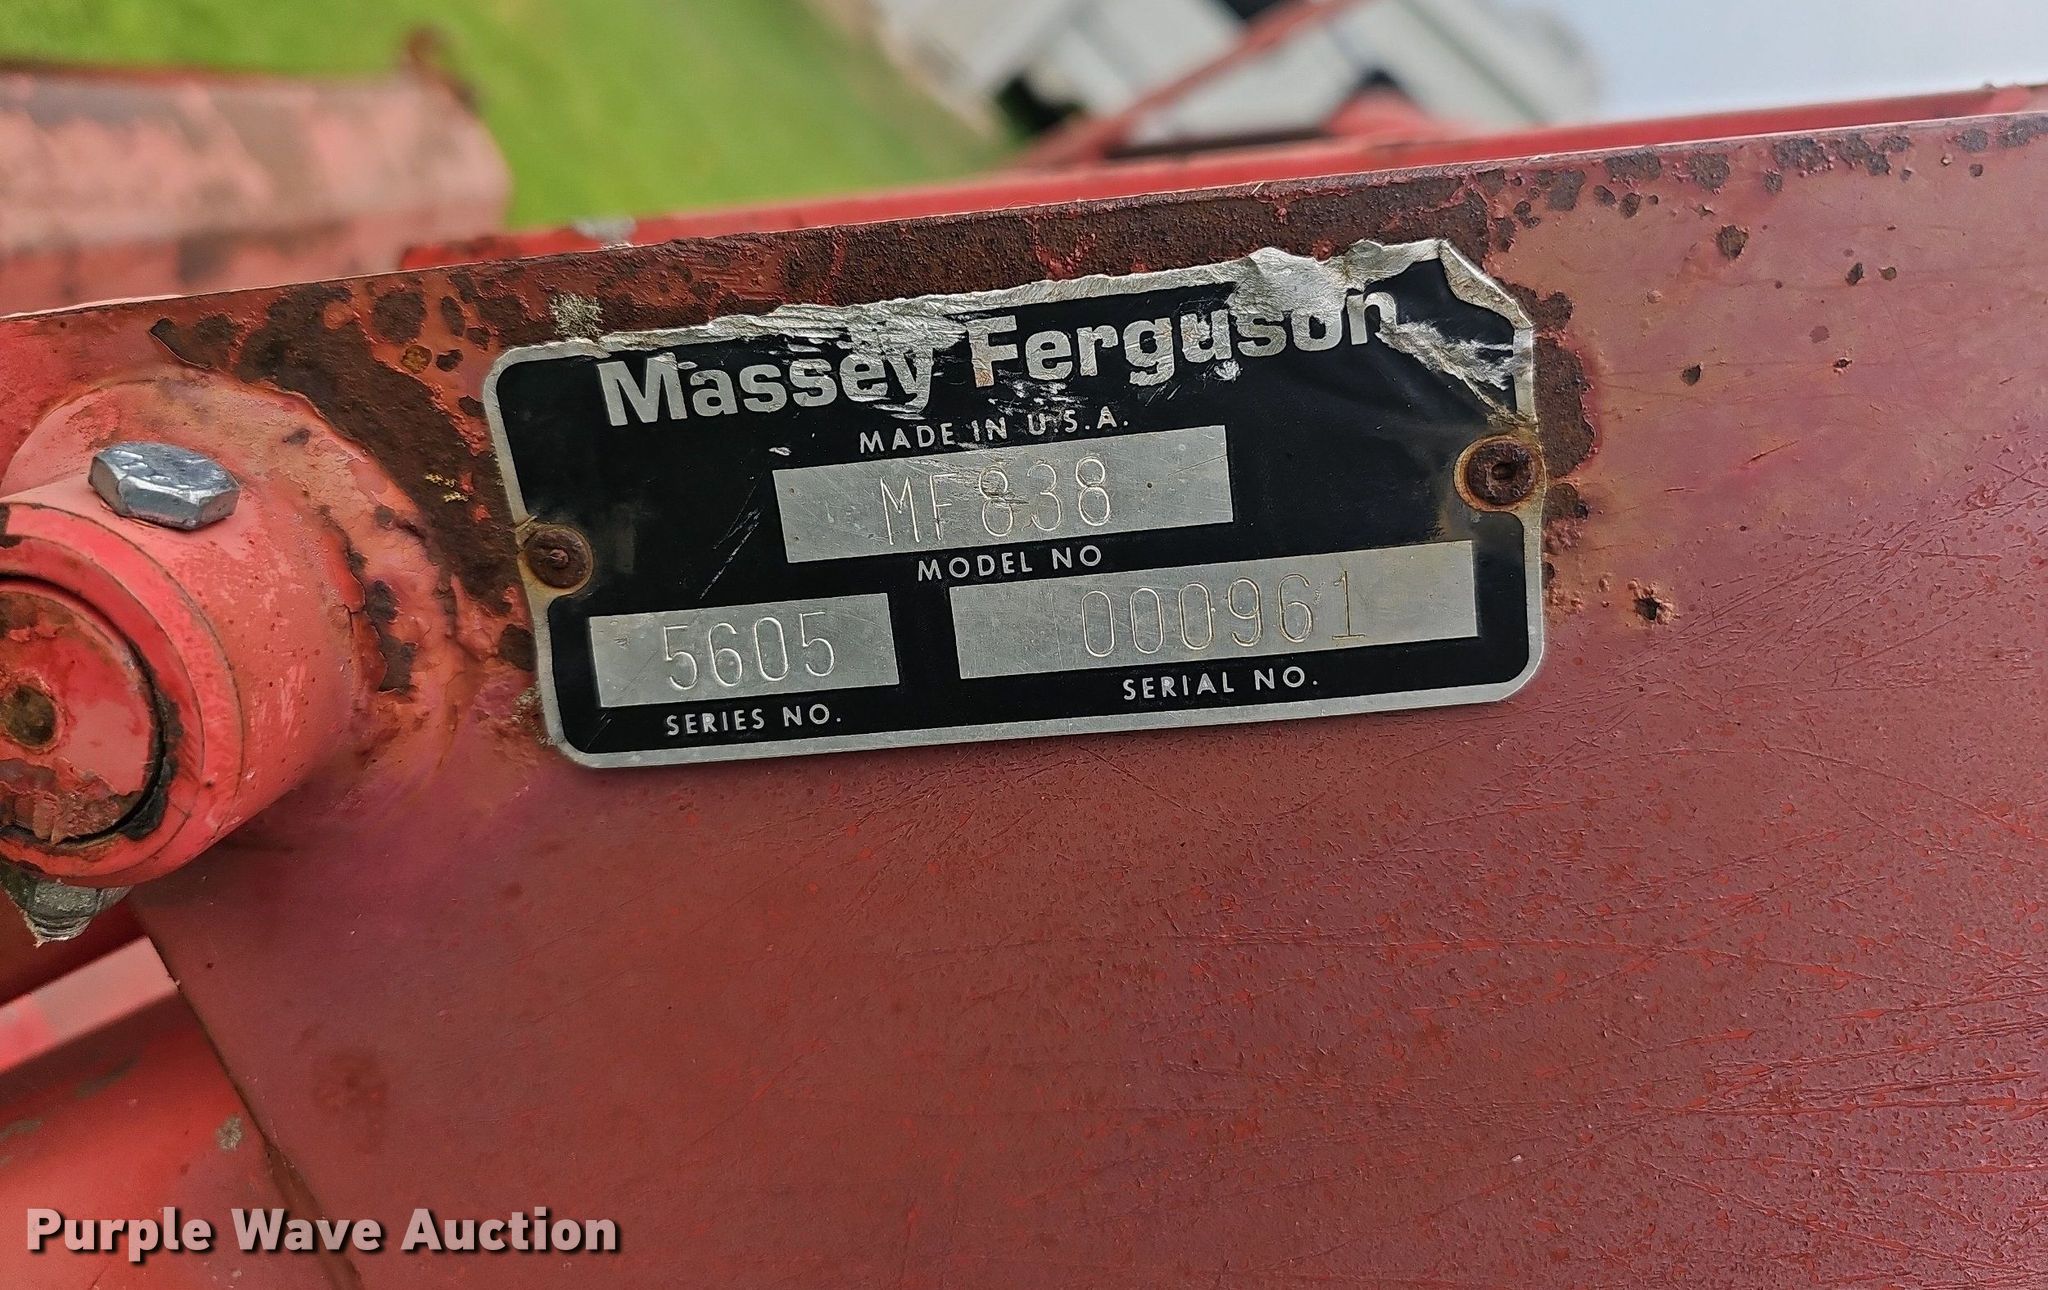 Massey Ferguson
MADE IN U.S.A.
MF838
MODEL NO
5605 000961
SERIES NO. SERIAL NO.
Purple Wave Auction